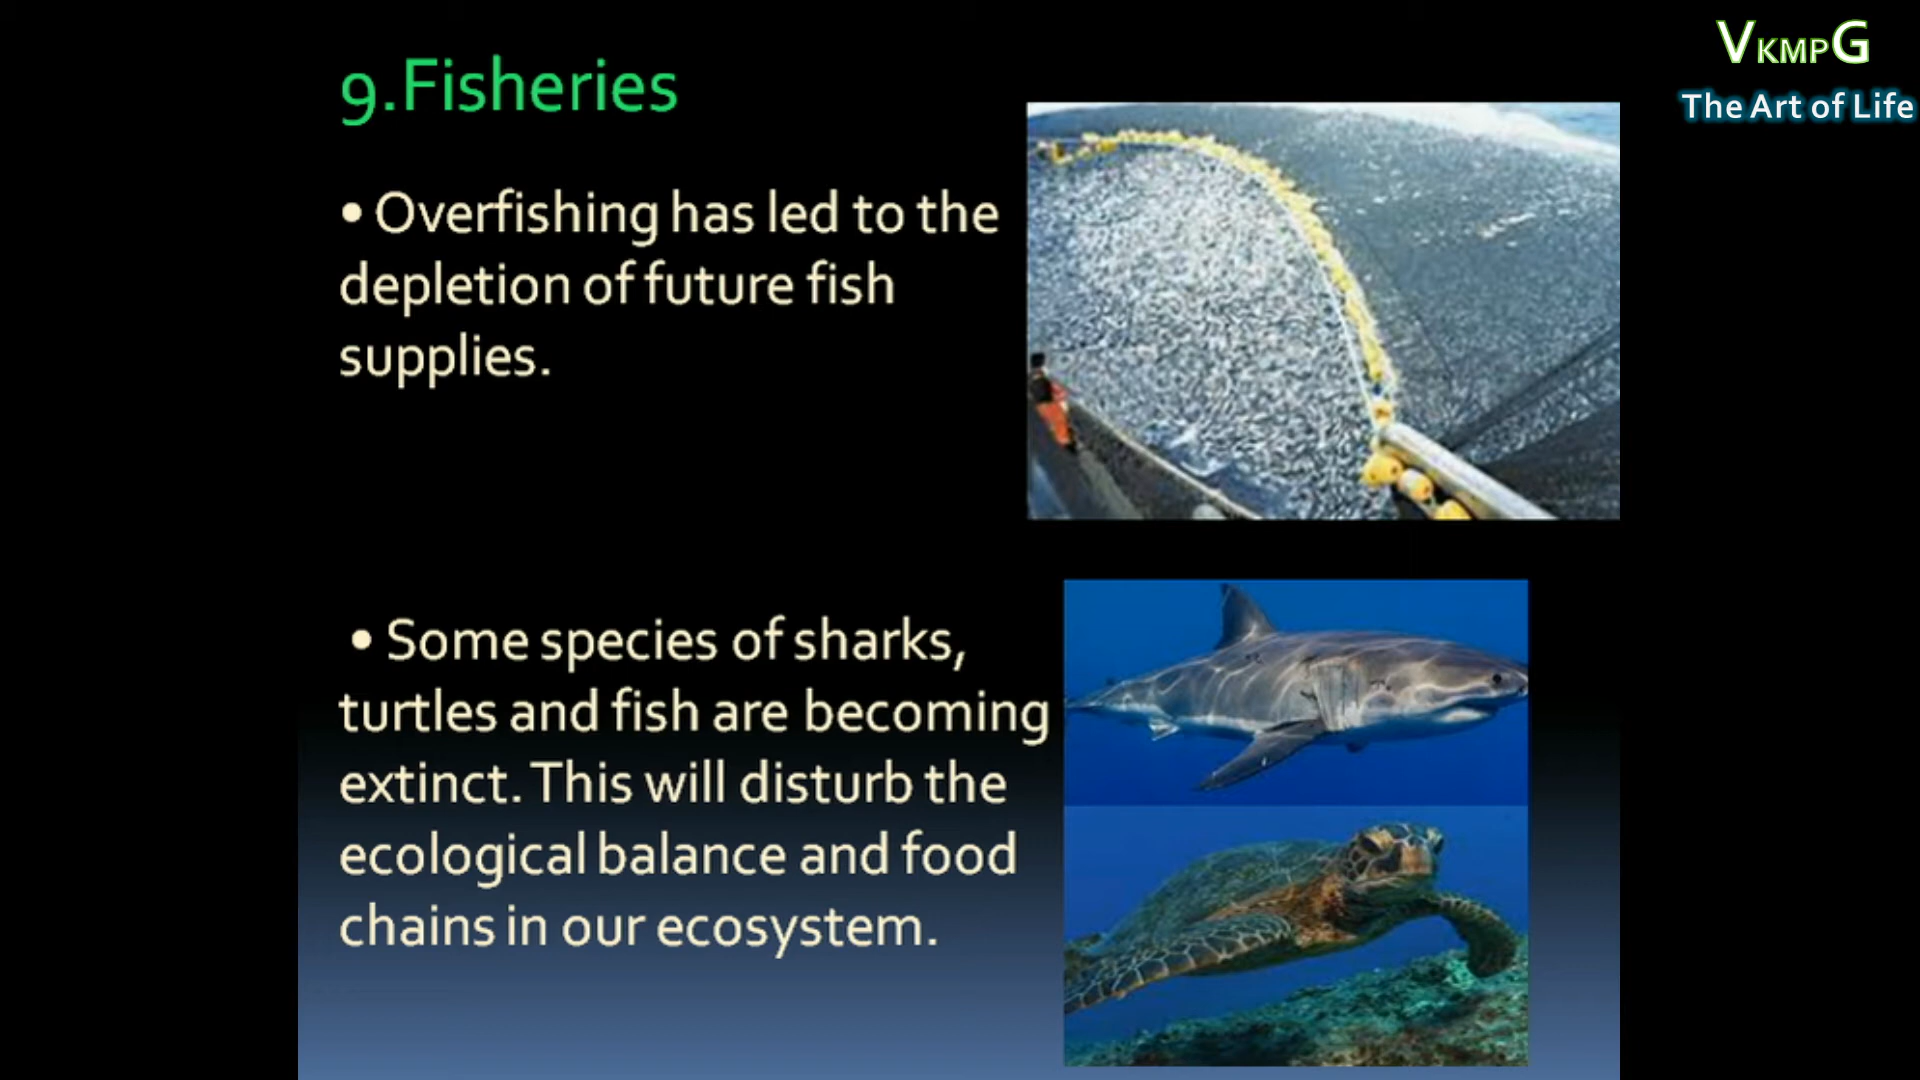 9.Fisheries
• Overfishing has led to the
depletion of future fish
supplies.
• Some species of sharks,
turtles and fish are becoming
extinct. This will disturb the
ecological balance and food
chains in our ecosystem.
VKMPG
The Art of Life